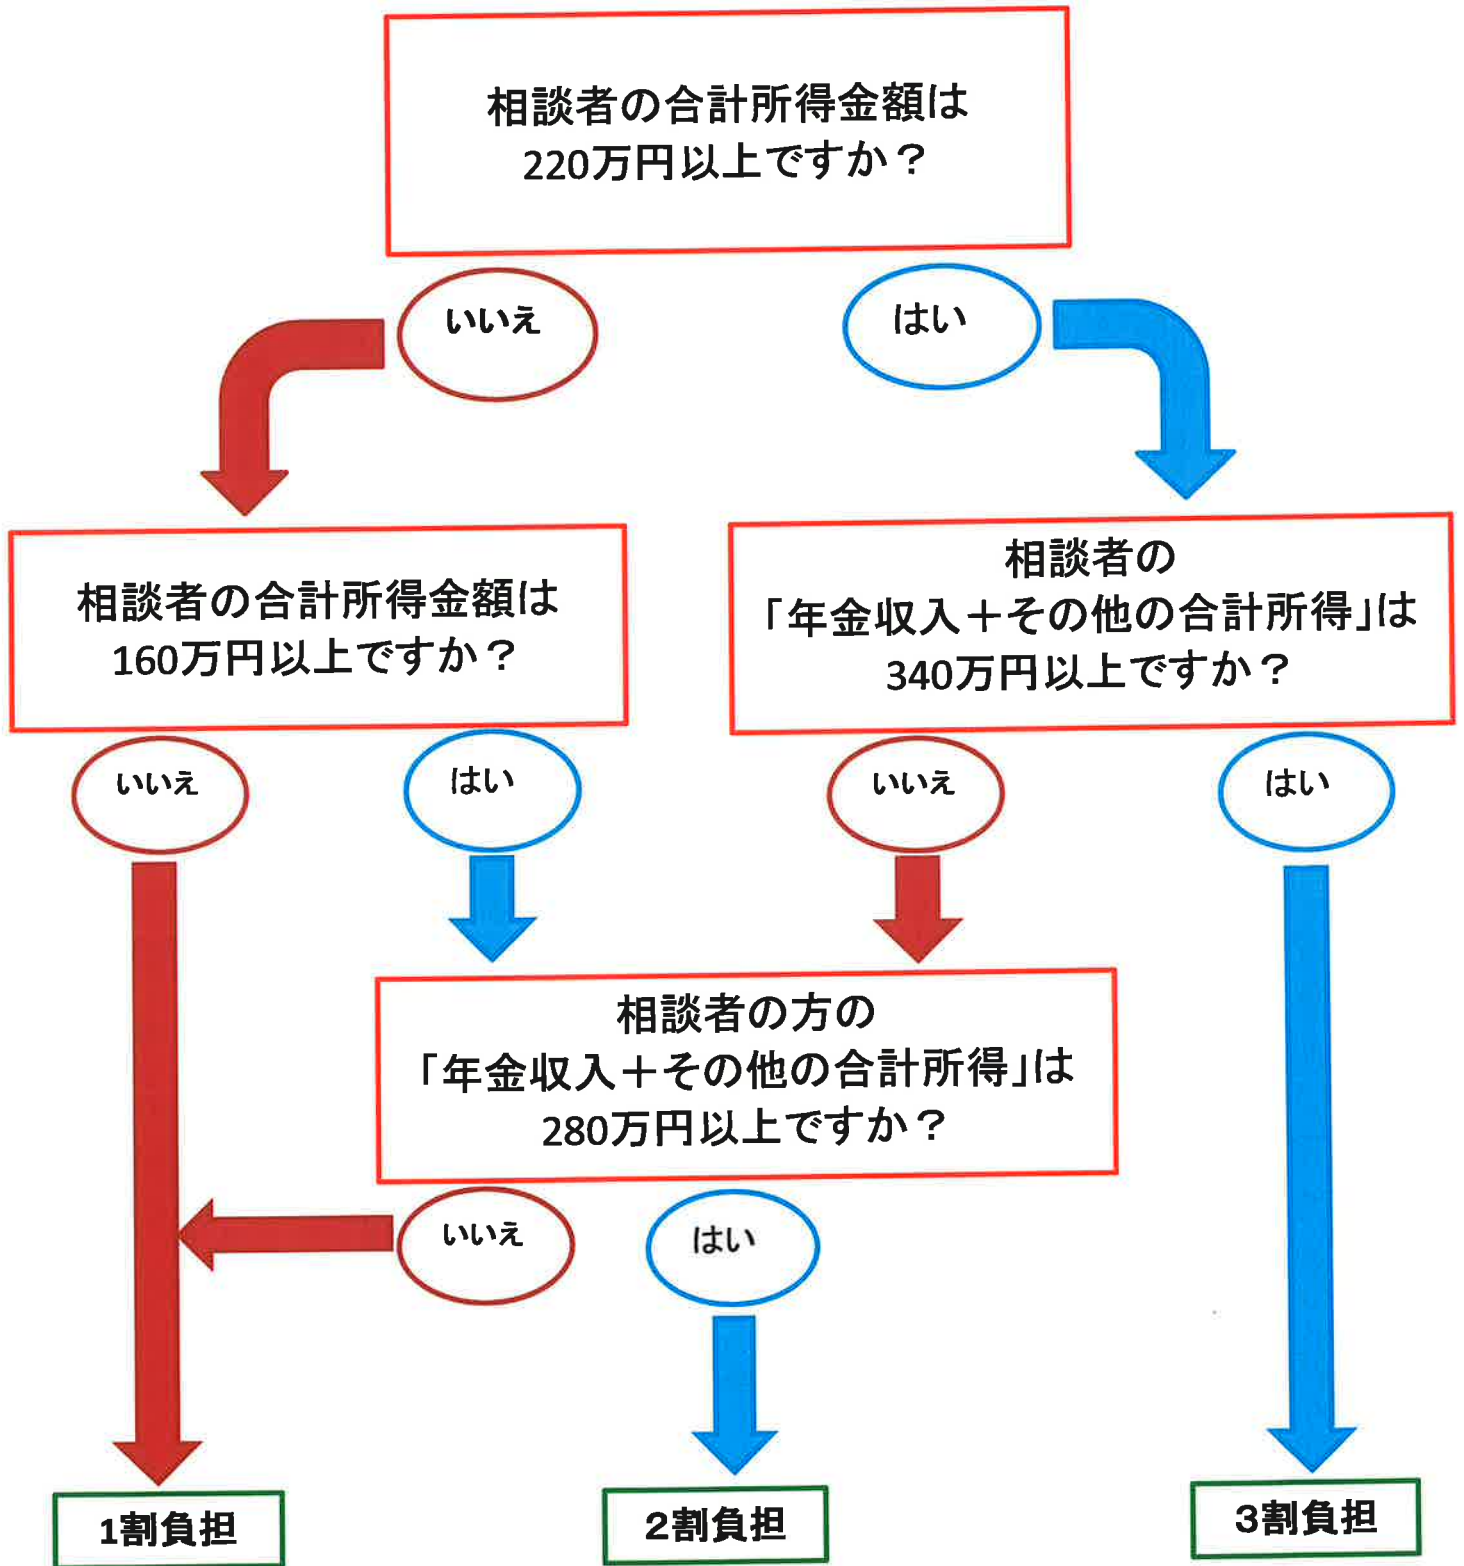 相談者の合計所得金額は
220万円以上ですか？
いいえ
はい
相談者の合計所得金額は
160万円以上ですか？
相談者の
「年金収入＋その他の合計所得」は
340万円以上ですか？
いいえ
はい
いいえ
はい
相談者の方の
「年金収入＋その他の合計所得」は
280万円以上ですか？
いいえ
はい
1割負担
２割負担
３割負担